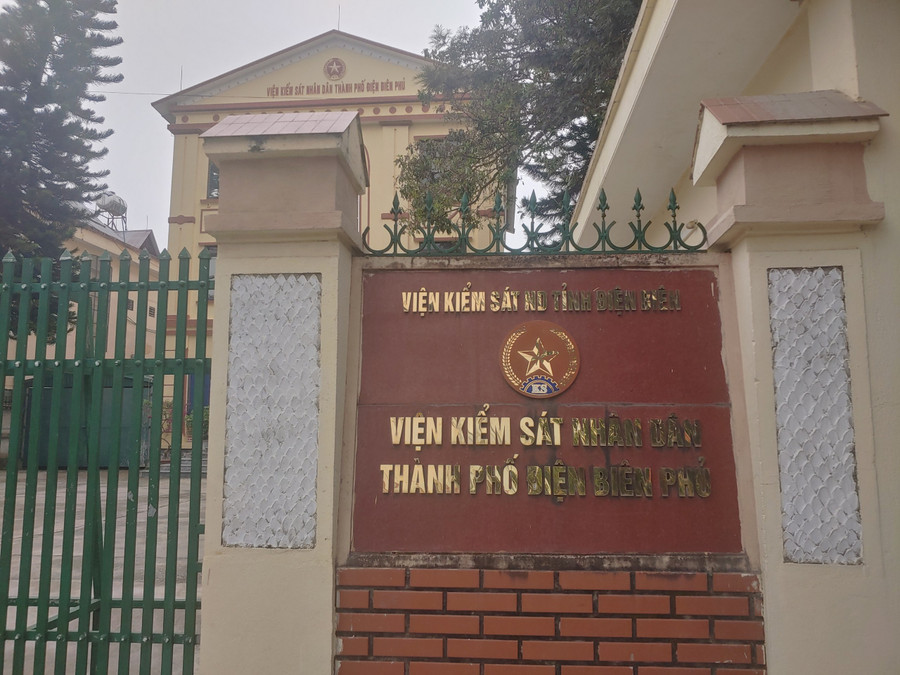 VIỆN KIỂM SÁT NHÂN DÂN THÀNH PHỐ ĐIỆN BIÊN PHỦ
VIỆN KIỂM SÁT ND TỈNH ĐIỆN BIÊN
KS
VIỆN KIỂM SÁT NHÂN DÂN
THÀNH PHỐ ĐIỆN BIÊN PHỦ